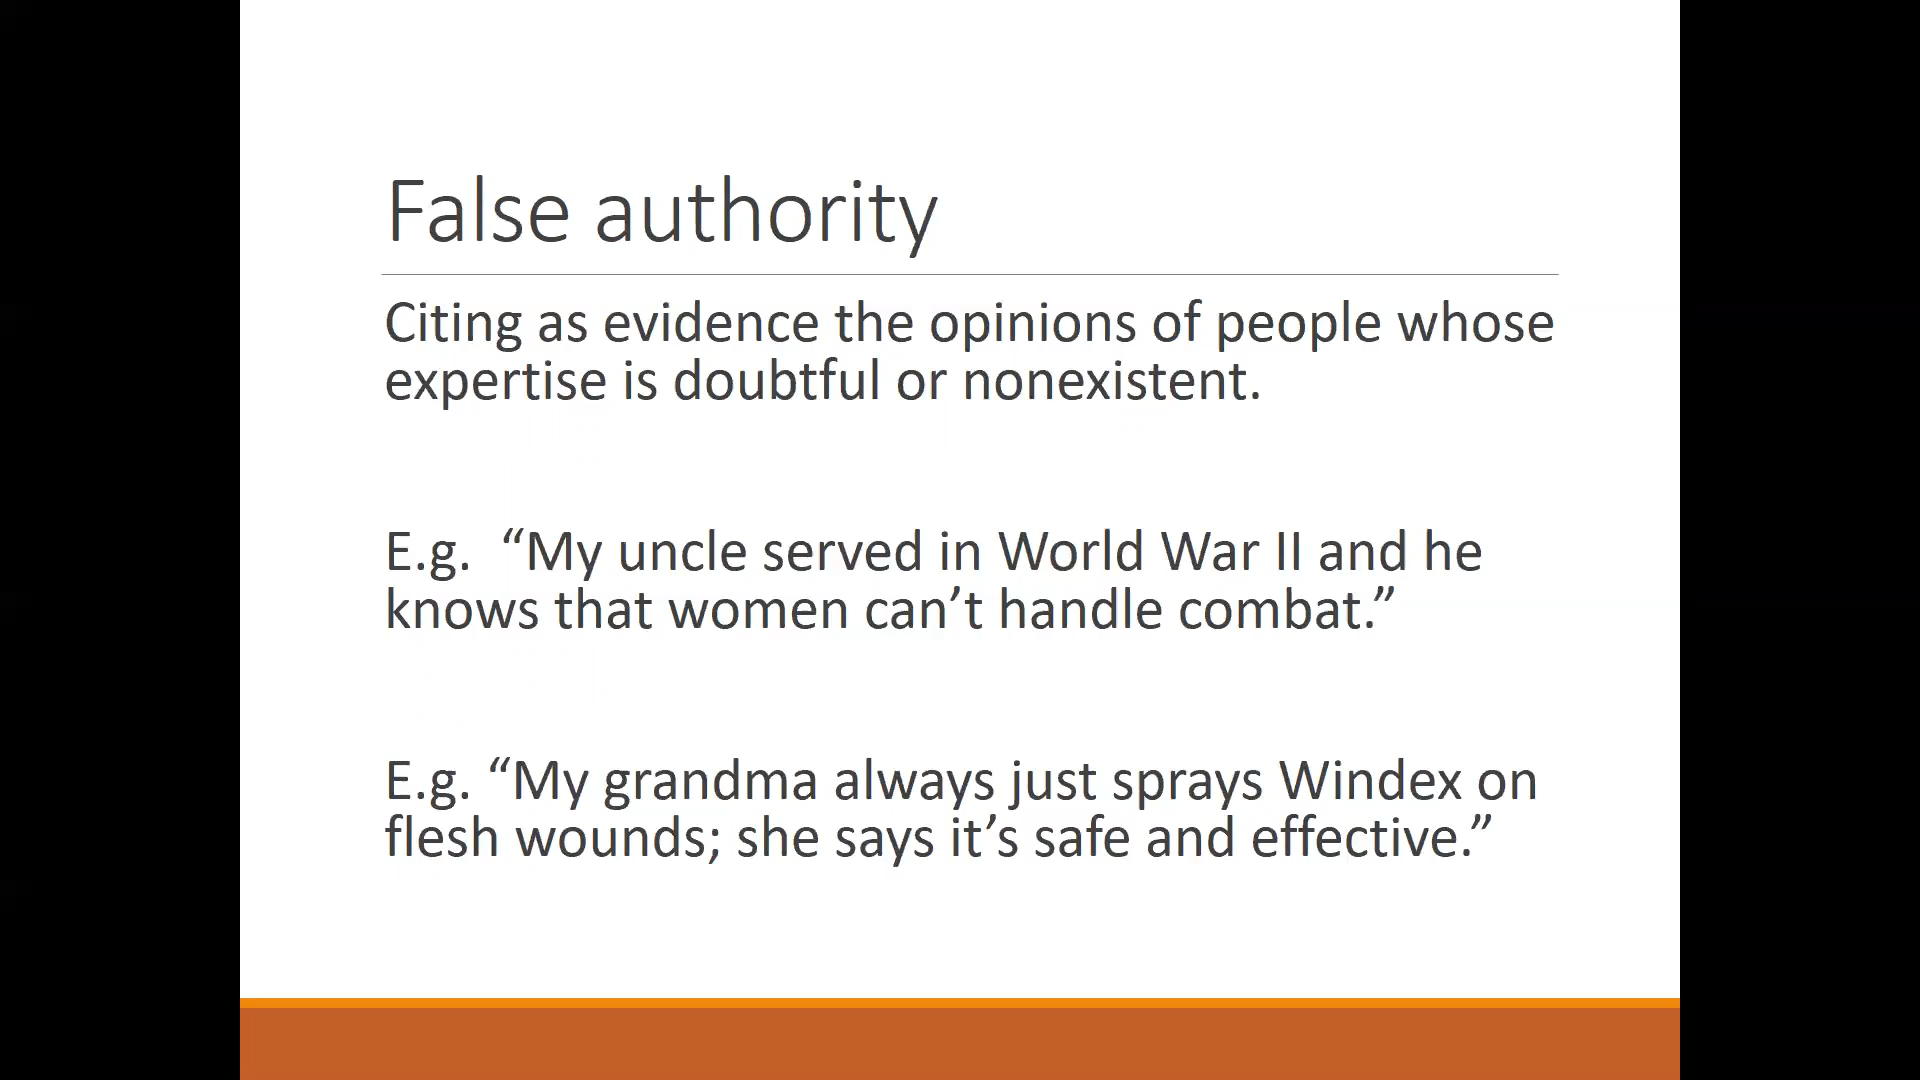 False authority
Citing as evidence the opinions of people whose
expertise is doubtful or nonexistent.
E.g.  “My uncle served in World War II and he
knows that women can’t handle combat.”
E.g. “My grandma always just sprays Windex on
flesh wounds; she says it’s safe and effective.”